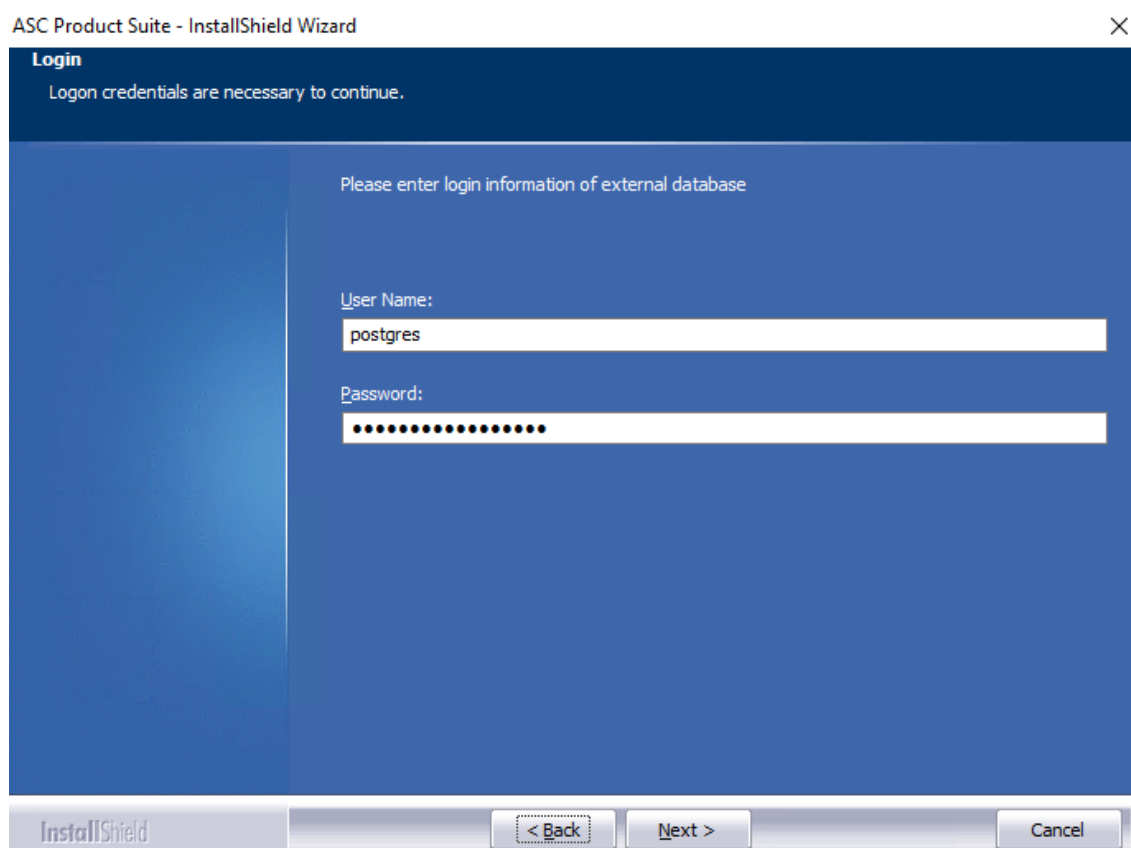 ASC Product Suite - InstallShield Wizard
Login
Logon credentials are necessary to continue.
Please enter login information of external database
User Name:
postgres
Password:
•••••••••••••••••
InstallShield
< Back
Next >
Cancel